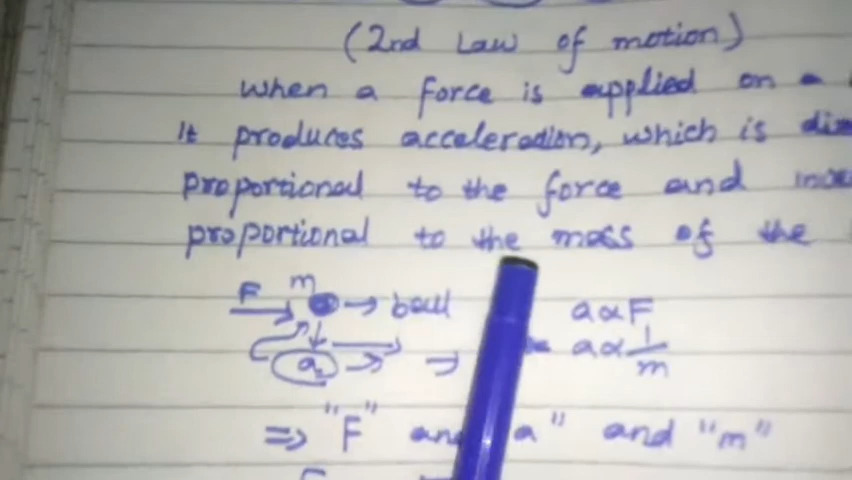 (2nd Law of motion)
When a force is applied on a
It produces acceleration, which is
proportional to the force and
proportional to the mass of the
F m → ball a∝F
a ⇒ a∝1/m
⇒ "F" and a" and "m"